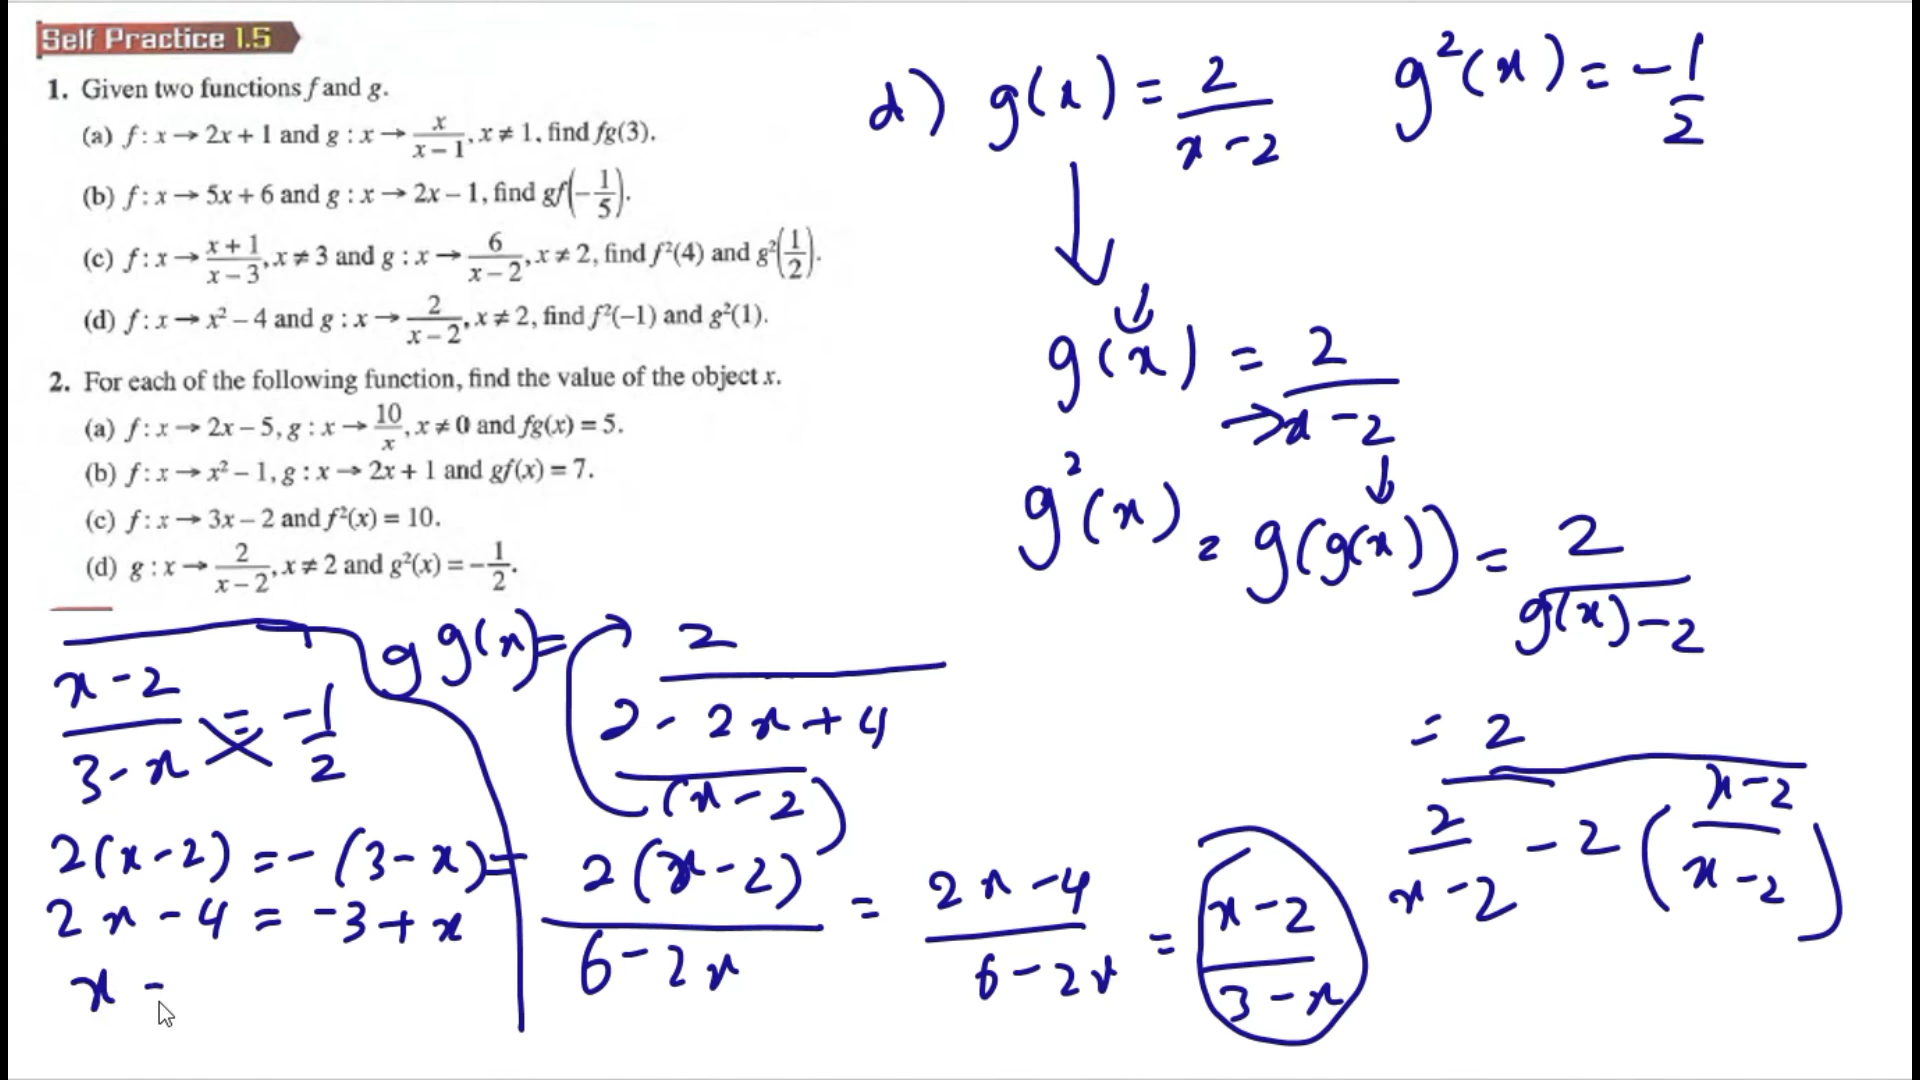 Self Practice 1.5
1. Given two functions f and g.
(a) f : x → 2x + 1 and g : x → x/(x − 1), x ≠ 1, find fg(3).
(b) f : x → 5x + 6 and g : x → 2x − 1, find gf(−1/5).
(c) f : x → (x + 1)/(x − 3), x ≠ 3 and g : x → 6/(x − 2), x ≠ 2, find f²(4) and g²(1/2).
(d) f : x → x² − 4 and g : x → 2/(x − 2), x ≠ 2, find f²(−1) and g²(1).
2. For each of the following function, find the value of the object x.
(a) f : x → 2x − 5, g : x → 10/x, x ≠ 0 and fg(x) = 5.
(b) f : x → x² − 1, g : x → 2x + 1 and gf(x) = 7.
(c) f : x → 3x − 2 and f²(x) = 10.
(d) g : x → 2/(x − 2), x ≠ 2 and g²(x) = −1/2.
d) g(x) = 2/(x − 2) g²(x) = −1/2
g(x) = 2/(x − 2)
g²(x) = g(g(x)) = 2/(g(x) − 2)
= 2/(2/(x − 2) − 2((x − 2)/(x − 2)))
g g(x) = 2/((2 − 2x + 4)/(x − 2))
= 2(x − 2)/(6 − 2x) = (2x − 4)/(6 − 2x) = (x − 2)/(3 − x)
(x − 2)/(3 − x) = −1/2
2(x − 2) = −(3 − x)
2x − 4 = −3 + x
x −